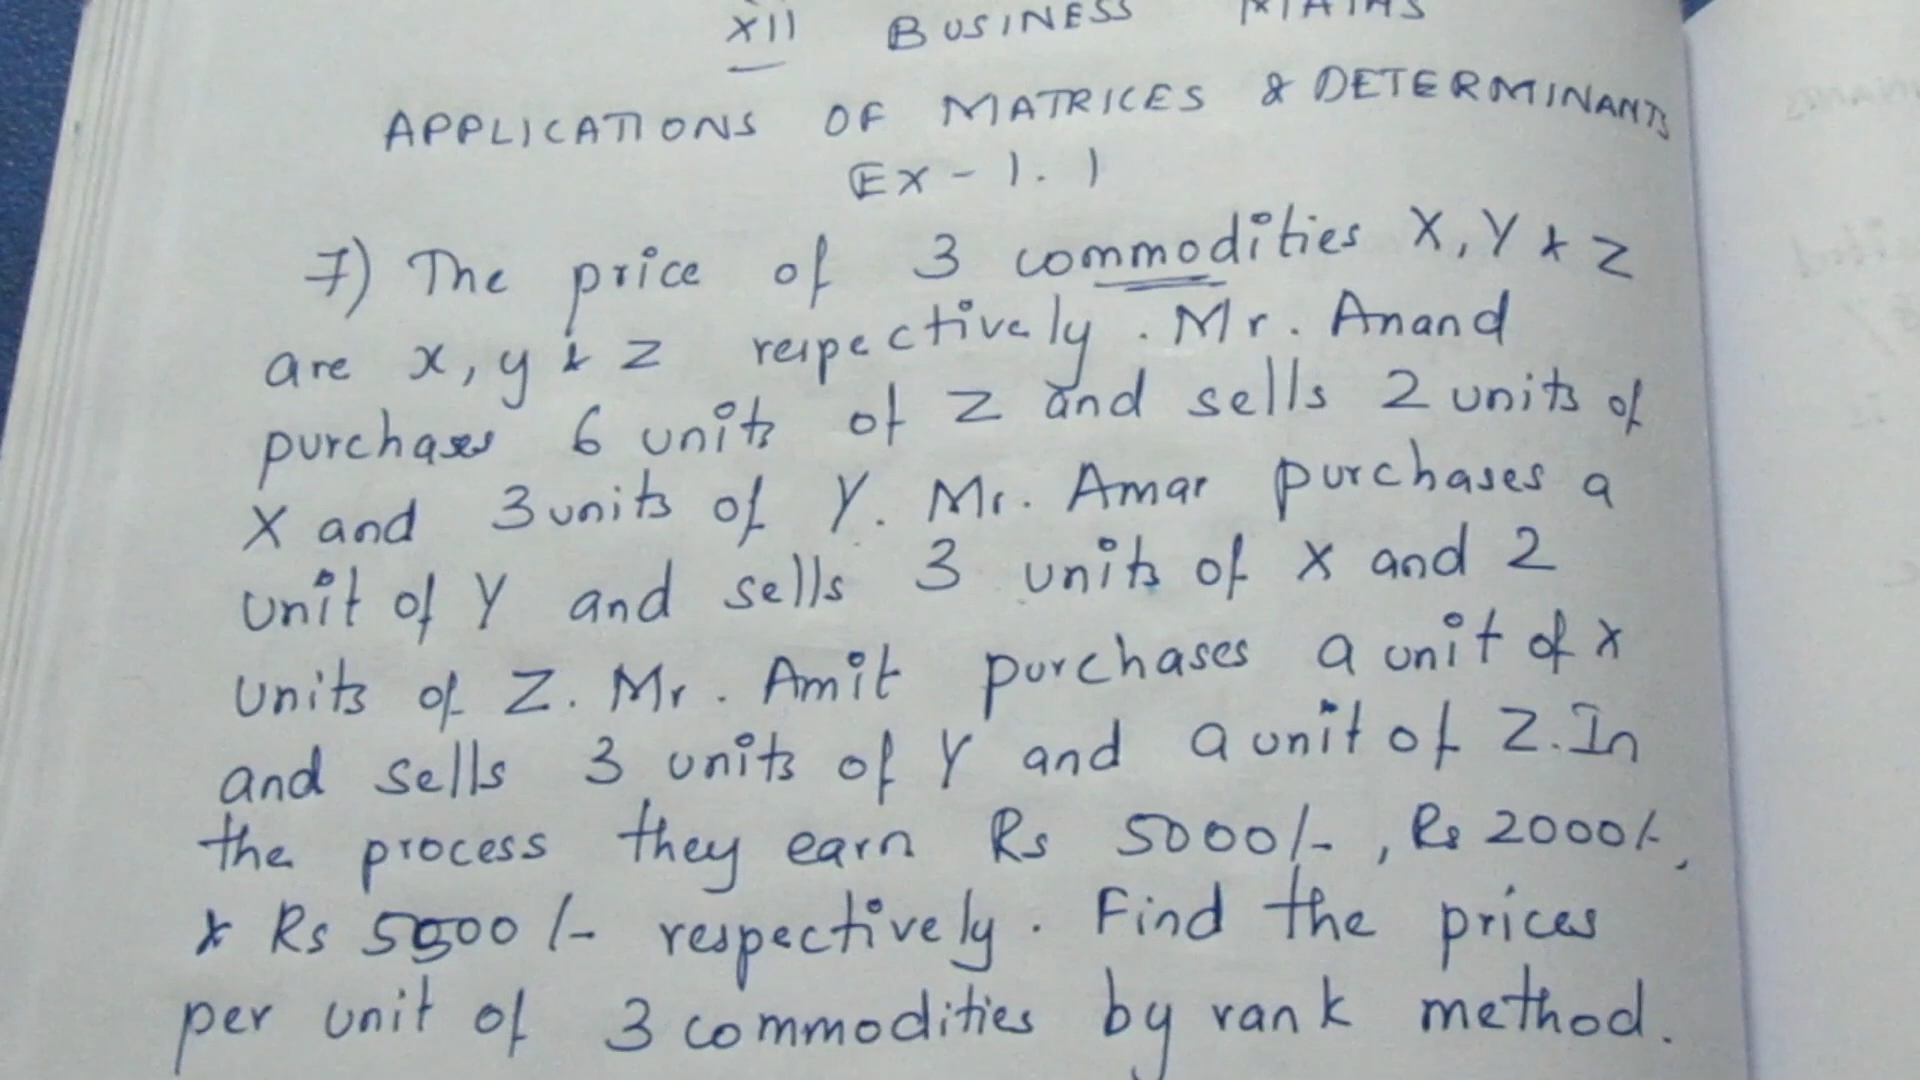 XII BUSINESS MATHS
APPLICATIONS OF MATRICES & DETERMINANTS
EX - 1.1
7) The price of 3 commodities X, Y & Z
are x, y & z respectively. Mr. Anand
purchases 6 units of Z and sells 2 units of
X and 3 units of Y. Mr. Amar purchases a
unit of Y and sells 3 units of X and 2
units of Z. Mr. Amit purchases a unit of X
and sells 3 units of Y and a unit of Z. In
the process they earn Rs 5000/-, Rs 2000/-,
& Rs 5500/- respectively. Find the prices
per unit of 3 commodities by rank method.